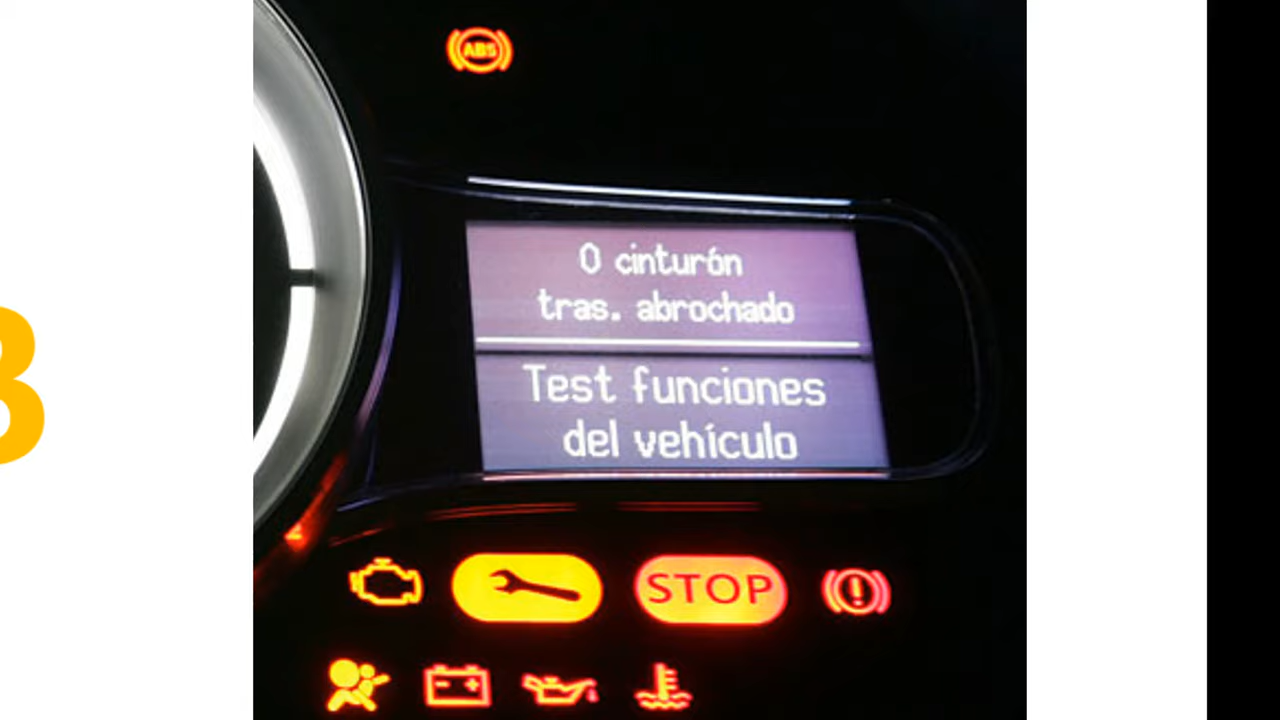 ABS
0 cinturón
tras. abrochado
Test funciones
del vehículo
STOP